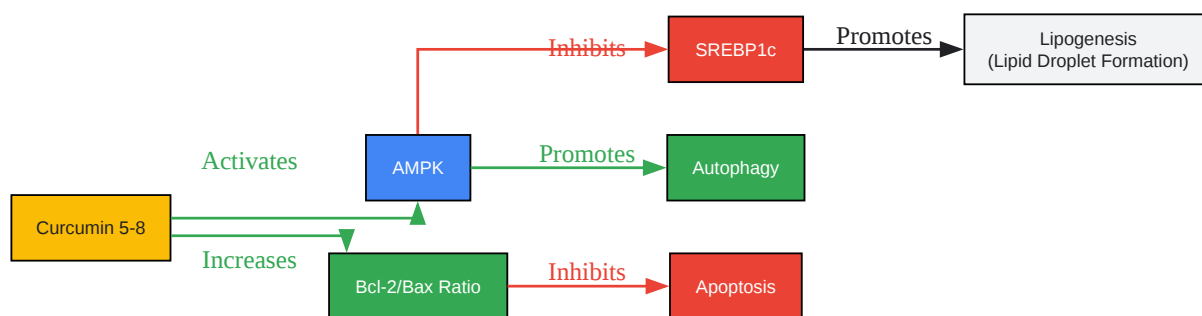 Inhibits
SREBP1c
Promotes
Lipogenesis
(Lipid Droplet Formation)
Activates
AMPK
Promotes
Autophagy
Curcumin 5-8
Increases
Bcl-2/Bax Ratio
Inhibits
Apoptosis